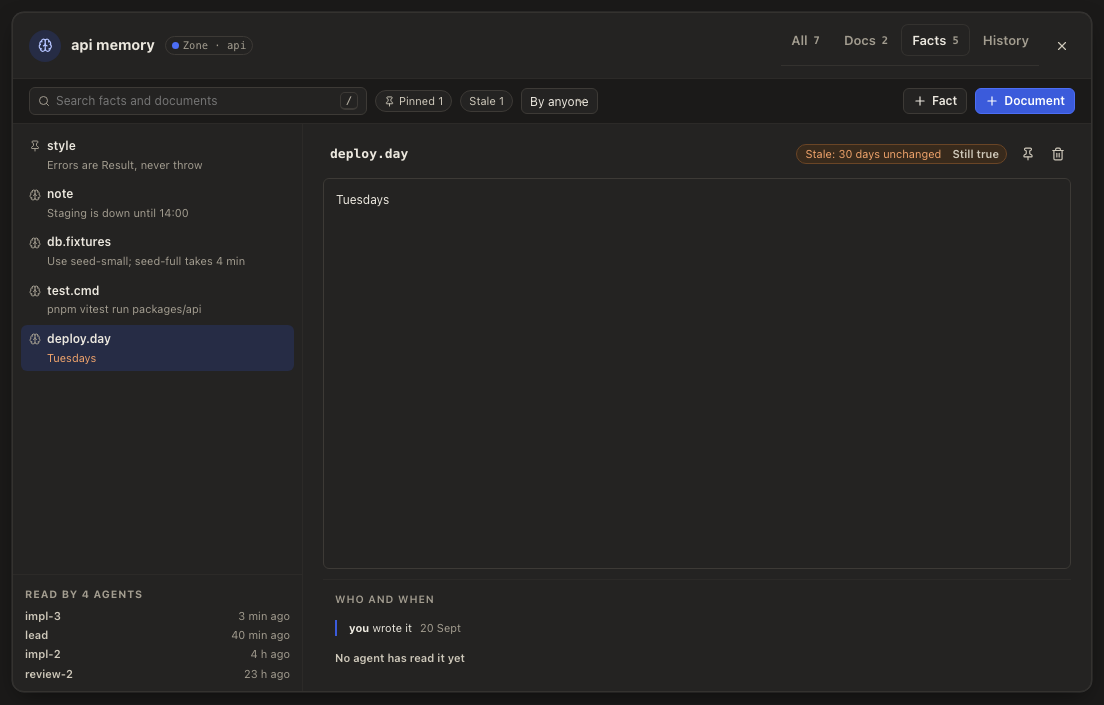 api memory
Zone · api
All 7
Docs 2
Facts 5
History
Search facts and documents
/
Pinned 1
Stale 1
By anyone
Fact
Document
style
Errors are Result, never throw
note
Staging is down until 14:00
db.fixtures
Use seed-small; seed-full takes 4 min
test.cmd
pnpm vitest run packages/api
deploy.day
Tuesdays
READ BY 4 AGENTS
impl-3 3 min ago
lead 40 min ago
impl-2 4 h ago
review-2 23 h ago
deploy.day
Stale: 30 days unchanged Still true
Tuesdays
WHO AND WHEN
you wrote it 20 Sept
No agent has read it yet